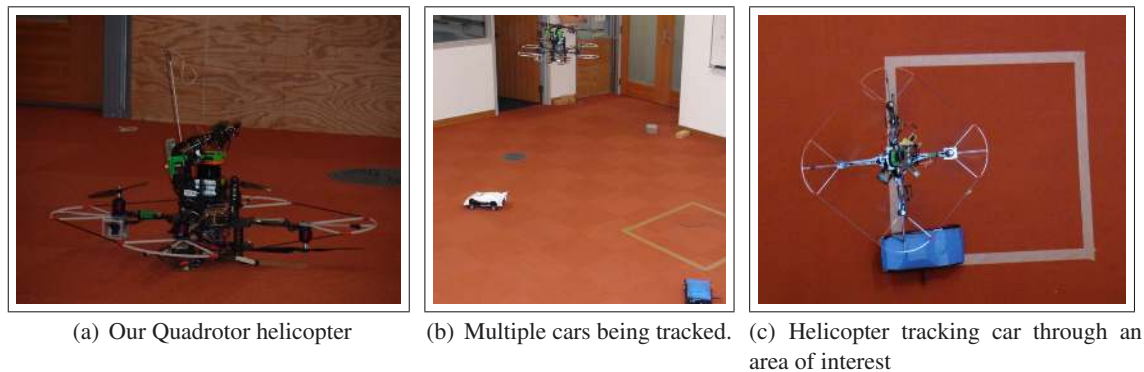 (a) Our Quadrotor helicopter
(b) Multiple cars being tracked.
(c) Helicopter tracking car through an
area of interest